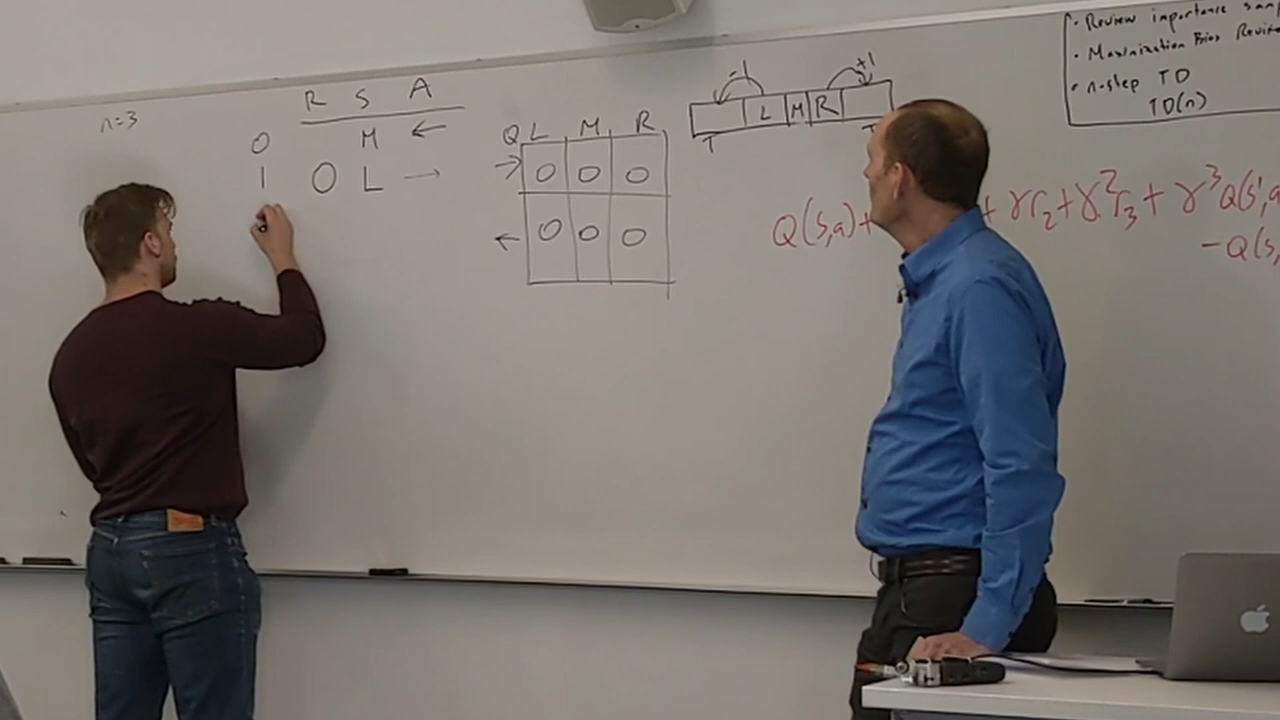 n=3
R S A
0 M ←
1 0 L →
Q L M R
→ 0 0 0
← 0 0 0
-1 +1
L M R
T T
· Review importance
· Maximization Bias
· n-step TD
TD(n)
Q(s,a)+ + γr₂+γ²r₃+ γ³Q(s',a
-Q(s,